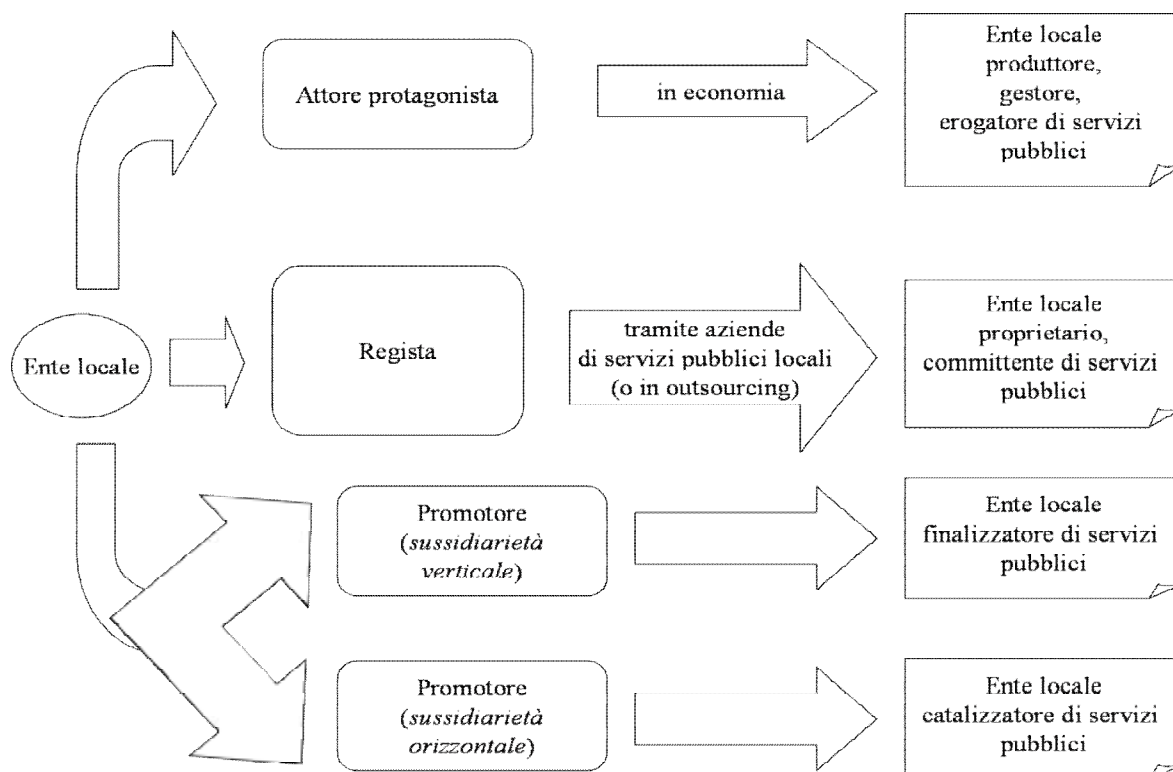 Attore protagonista
in economia
Ente locale
produttore,
gestore,
erogatore di servizi
pubblici
Ente locale
Regista
tramite aziende
di servizi pubblici locali
(o in outsourcing)
Ente locale
proprietario,
committente di servizi
pubblici
Promotore
(sussidiarietà
verticale)
Ente locale
finalizzatore di servizi
pubblici
Promotore
(sussidiarietà
orizzontale)
Ente locale
catalizzatore di servizi
pubblici